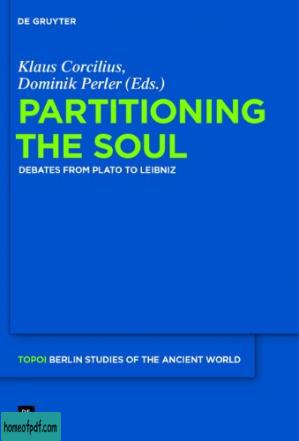 DE GRUYTER
Klaus Corcilius,
Dominik Perler (Eds.)
PARTITIONING
THE SOUL
DEBATES FROM PLATO TO LEIBNIZ
TOPOI BERLIN STUDIES OF THE ANCIENT WORLD
homeofpdf.com